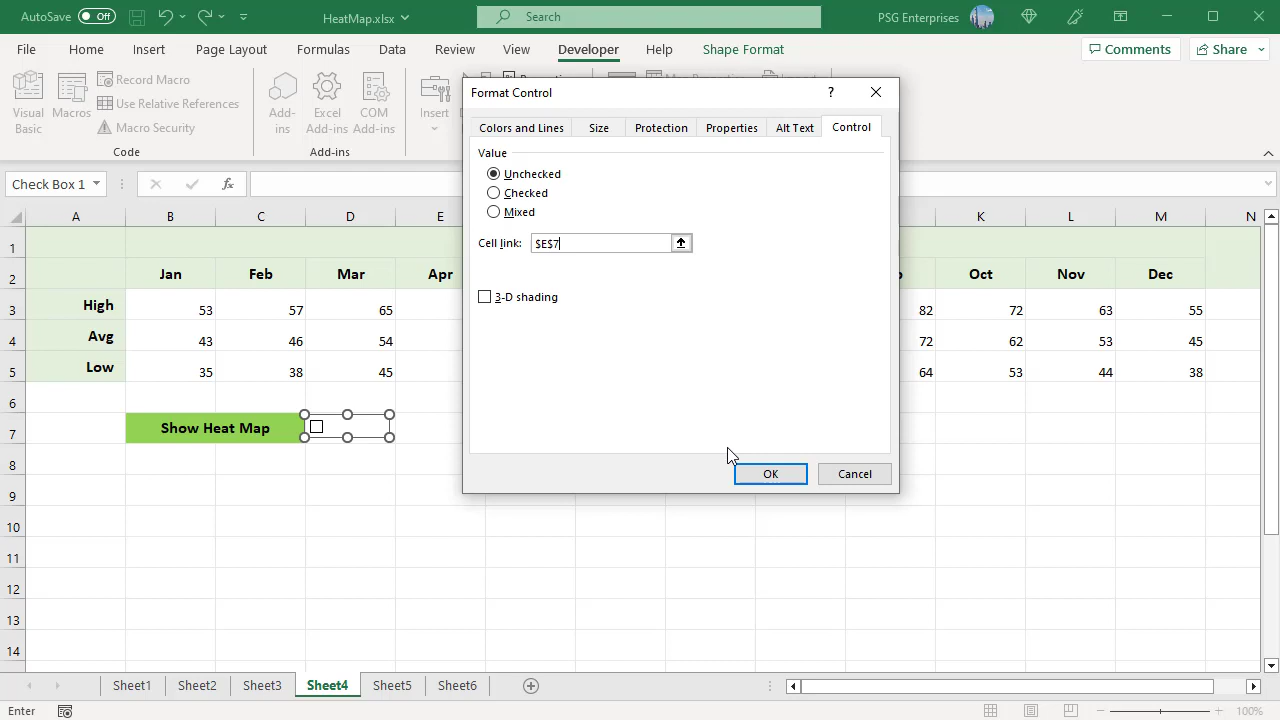 AutoSave Off HeatMap.xlsx Search PSG Enterprises
File Home Insert Page Layout Formulas Data Review View Developer Help Shape Format Comments Share
Visual Basic
Macros
Record Macro
Use Relative References
Macro Security
Code
Add-ins
Excel Add-ins
COM Add-ins
Add-ins
Insert
Format Control
?
Colors and Lines Size Protection Properties Alt Text Control
Value
Unchecked
Checked
Mixed
Cell link: $E$7
3-D shading
OK Cancel
Check Box 1 fx
A B C D E K L M N
1
2 Jan Feb Mar Apr Oct Nov Dec
3 High 53 57 65 82 72 63 55
4 Avg 43 46 54 72 62 53 45
5 Low 35 38 45 64 53 44 38
6
7 Show Heat Map
8
9
10
11
12
13
14
Sheet1 Sheet2 Sheet3 Sheet4 Sheet5 Sheet6
Enter 100%